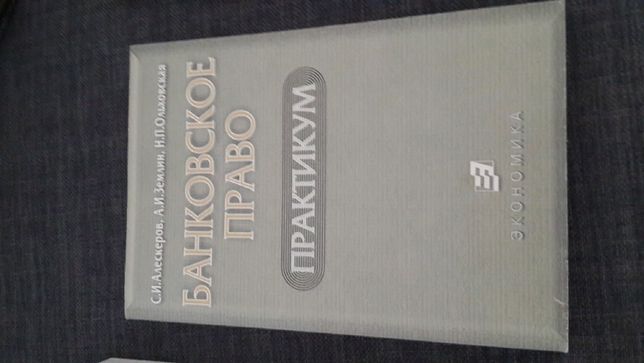 С.И.Алескеров, А.И.Землин, Н.П.Ольховская
БАНКОВСКОЕ
ПРАВО
ПРАКТИКУМ
ЭКОНОМИКА